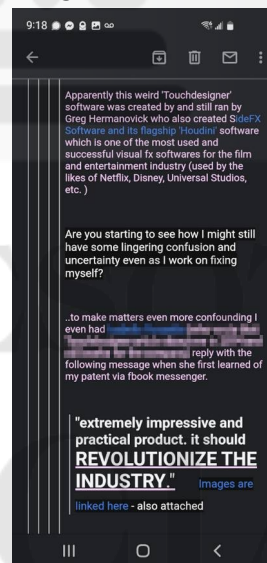 9:18
Apparently this weird 'Touchdesigner'
software was created by and still ran by
Greg Hermanovick who also created SideFX
Software and its flagship 'Houdini' software
which is one of the most used and
successful visual fx softwares for the film
and entertainment industry (used by the
likes of Netflix, Disney, Universal Studios,
etc. )
Are you starting to see how I might still
have some lingering confusion and
uncertainty even as I work on fixing
myself?
..to make matters even more confounding I
even had
reply with the
following message when she first learned of
my patent via fbook messenger.
"extremely impressive and
practical product. it should
REVOLUTIONIZE THE
INDUSTRY." Images are
linked here - also attached